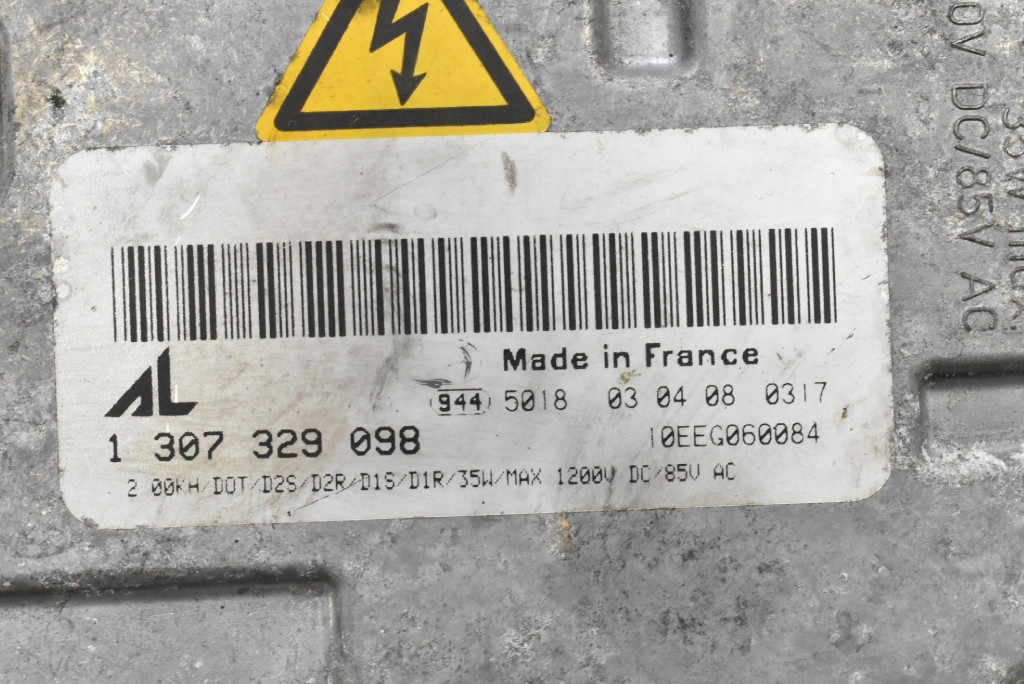 AL
Made in France
944 5018 03 04 08 0317
1 307 329 098
10EEG060084
2 00KH/DOT/D2S/D2R/D1S/D1R/35W/MAX 1200V DC/85V AC
0V DC/85V AC
35W